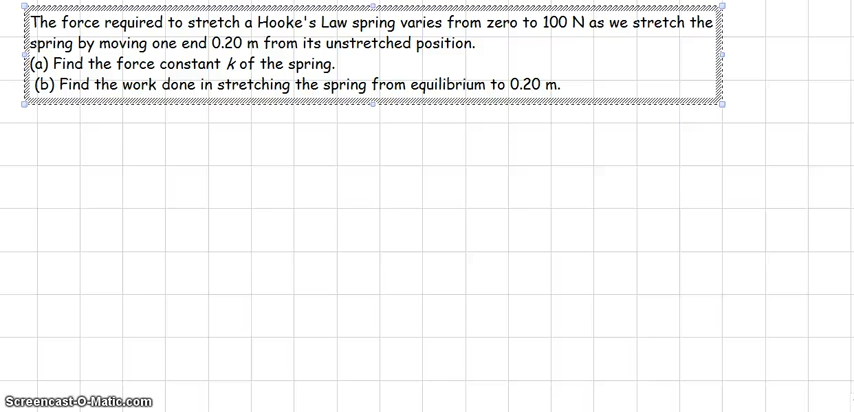 The force required to stretch a Hooke's Law spring varies from zero to 100 N as we stretch the
spring by moving one end 0.20 m from its unstretched position.
(a) Find the force constant k of the spring.
(b) Find the work done in stretching the spring from equilibrium to 0.20 m.
Screencast-O-Matic.com